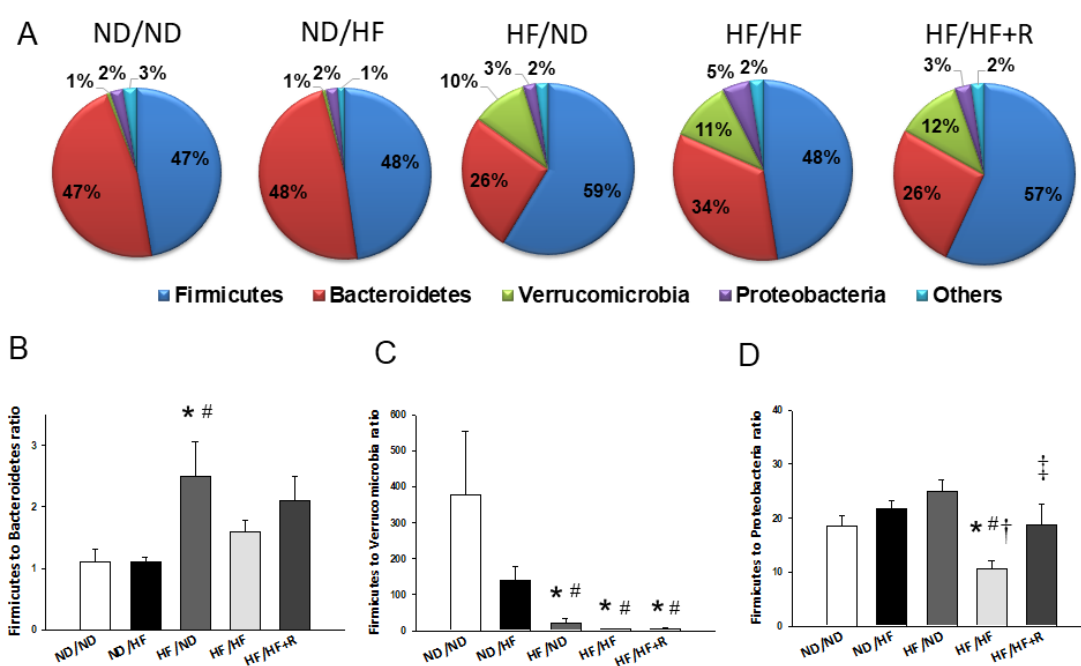 A
ND/ND
ND/HF
HF/ND
HF/HF
HF/HF+R
1% 2% 3%
47%
47%
1% 2% 1%
48%
48%
10% 3% 2%
26%
59%
5% 2%
11%
48%
34%
3% 2%
12%
26%
57%
Firmicutes Bacteroidetes Verrucomicrobia Proteobacteria Others
B
Firmicutes to Bacteroidetes ratio
3
2
1
0
* #
ND/ND ND/HF HF/ND HF/HF HF/HF+R
C
Firmicutes to Verrucomicrobia ratio
600
500
400
300
200
100
0
* # * # * #
ND/ND ND/HF HF/ND HF/HF HF/HF+R
D
Firmicutes to Proteobacteria ratio
40
30
20
10
0
* # †
‡
ND/ND ND/HF HF/ND HF/HF HF/HF+R